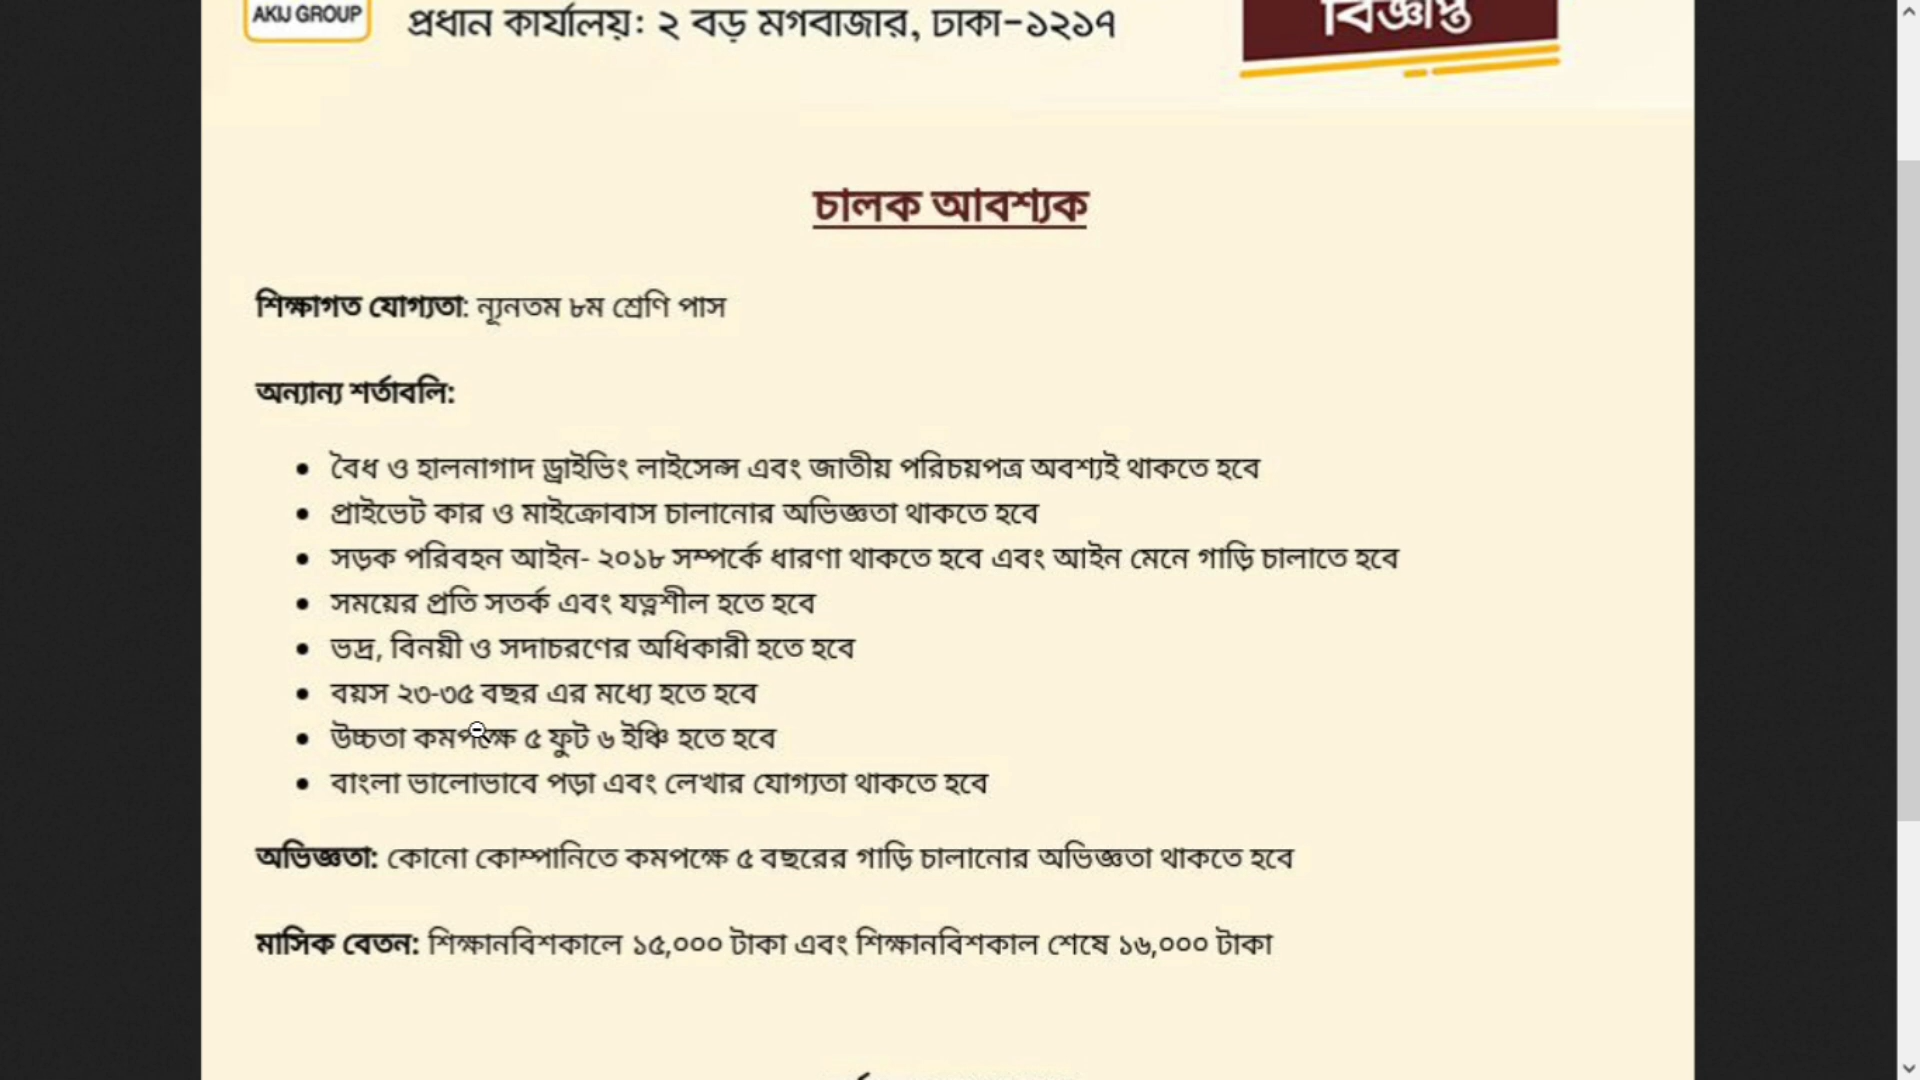 AKIJ GROUP
প্রধান কার্যালয়: ২ বড় মগবাজার, ঢাকা-১২১৭
বিজ্ঞপ্তি
চালক আবশ্যক
শিক্ষাগত যোগ্যতা: ন্যূনতম ৮ম শ্রেণি পাস
অন্যান্য শর্তাবলি:
• বৈধ ও হালনাগাদ ড্রাইভিং লাইসেন্স এবং জাতীয় পরিচয়পত্র অবশ্যই থাকতে হবে
• প্রাইভেট কার ও মাইক্রোবাস চালানোর অভিজ্ঞতা থাকতে হবে
• সড়ক পরিবহন আইন- ২০১৮ সম্পর্কে ধারণা থাকতে হবে এবং আইন মেনে গাড়ি চালাতে হবে
• সময়ের প্রতি সতর্ক এবং যত্নশীল হতে হবে
• ভদ্র, বিনয়ী ও সদাচরণের অধিকারী হতে হবে
• বয়স ২৩-৩৫ বছর এর মধ্যে হতে হবে
• উচ্চতা কমপক্ষে ৫ ফুট ৬ ইঞ্চি হতে হবে
• বাংলা ভালোভাবে পড়া এবং লেখার যোগ্যতা থাকতে হবে
অভিজ্ঞতা: কোনো কোম্পানিতে কমপক্ষে ৫ বছরের গাড়ি চালানোর অভিজ্ঞতা থাকতে হবে
মাসিক বেতন: শিক্ষানবিশকালে ১৫,০০০ টাকা এবং শিক্ষানবিশকাল শেষে ১৬,০০০ টাকা